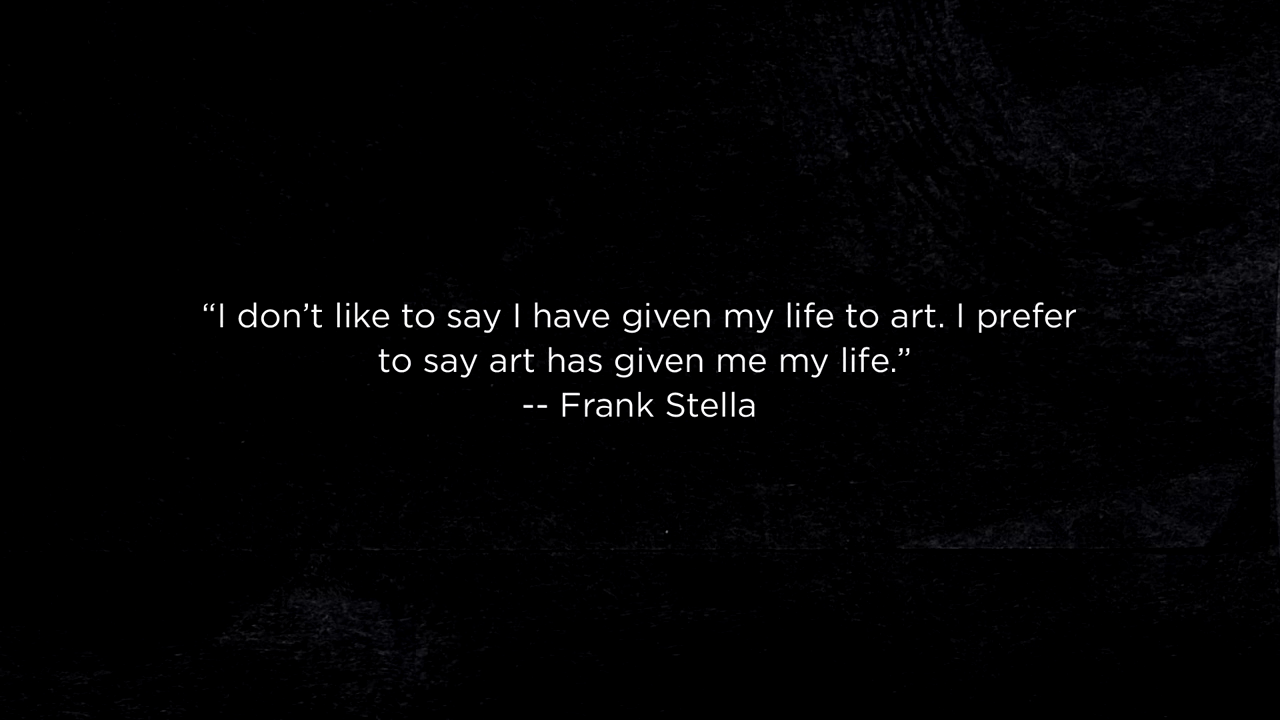 “I don’t like to say I have given my life to art. I prefer
to say art has given me my life.”
-- Frank Stella